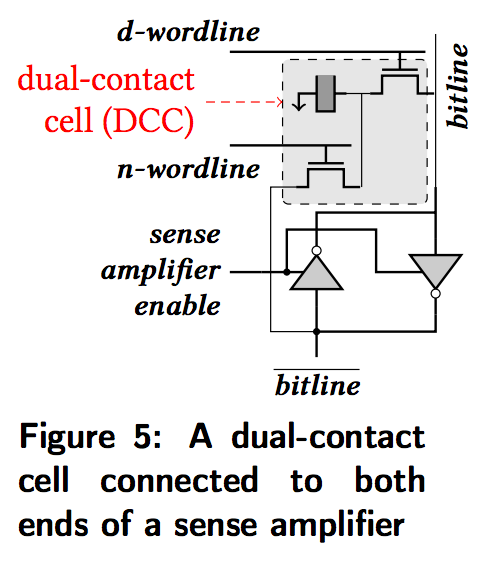 d-wordline
bitline
dual-contact
cell (DCC)
n-wordline
sense
amplifier
enable
bitline
Figure 5: A dual-contact
cell connected to both
ends of a sense amplifier